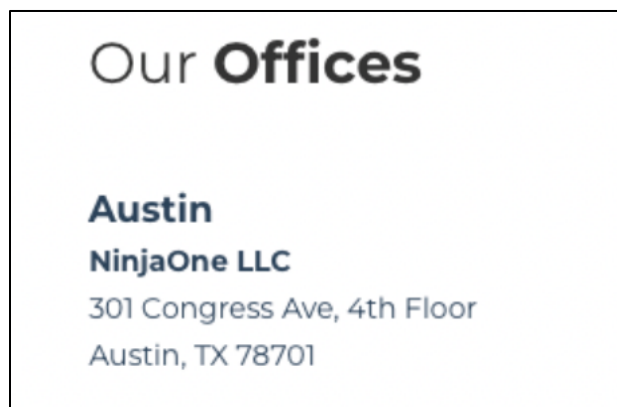 Our Offices
Austin
NinjaOne LLC
301 Congress Ave, 4th Floor
Austin, TX 78701